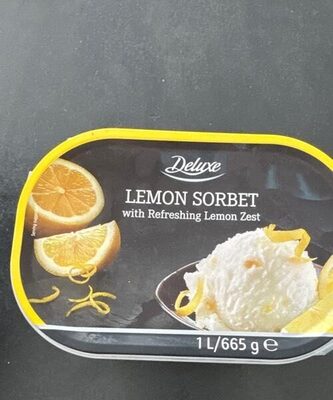 Deluxe
LEMON SORBET
with Refreshing Lemon Zest
1 L/665 g ℮